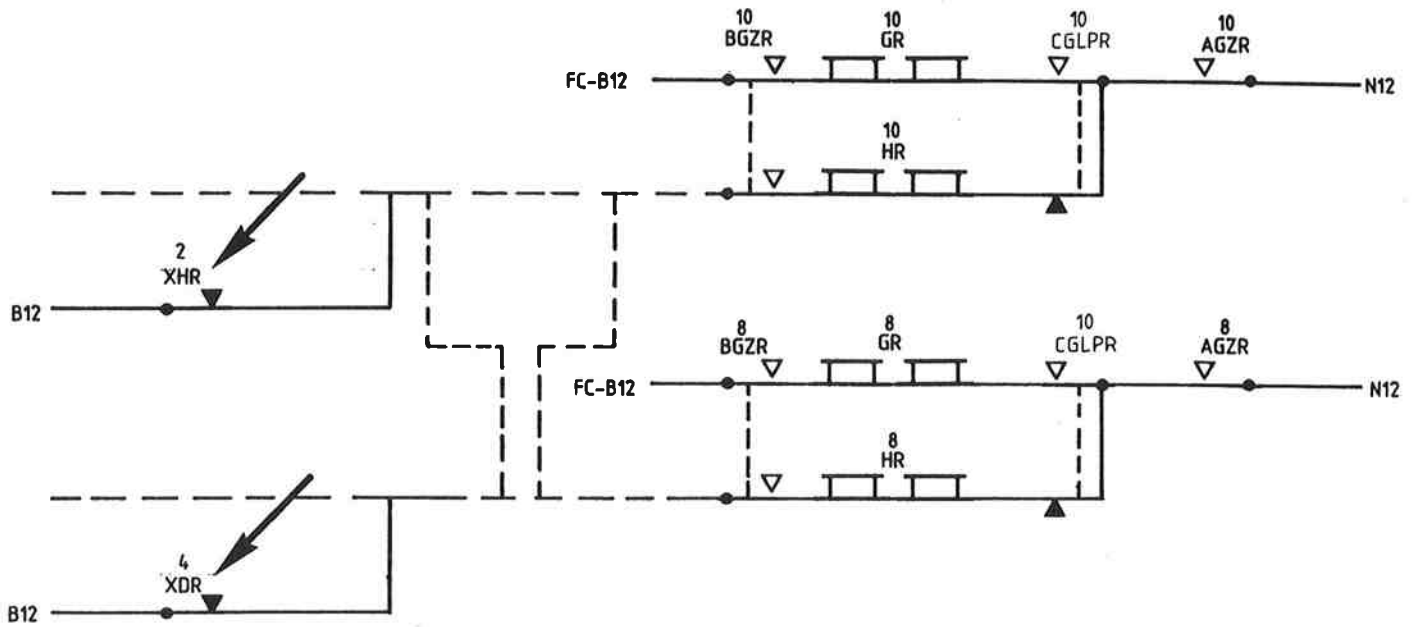 10 10 10 10
BGZR GR CGLPR AGZR
FC-B12 N12
10
HR
2
XHR
B12
8 8 10 8
BGZR GR CGLPR AGZR
FC-B12 N12
8
HR
4
XDR
B12